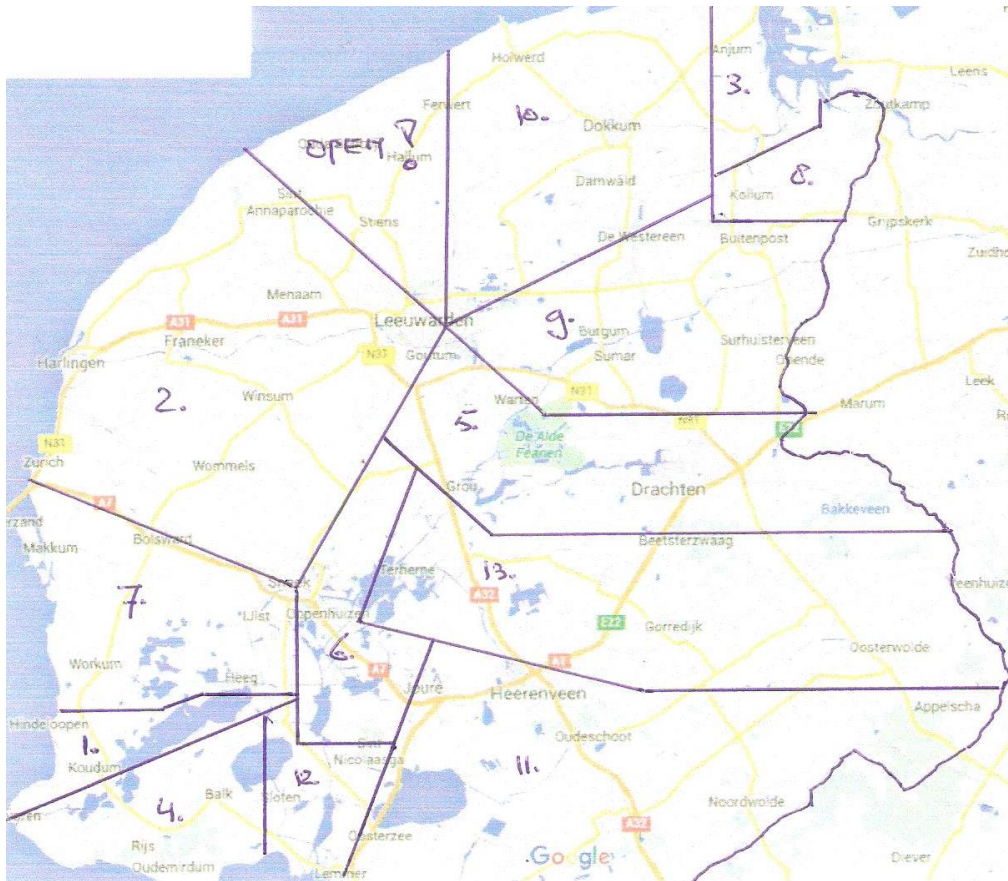 Holwerd
Anjum
3.
Leens
Ferwert
10.
Zoutkamp
OPEN!
Hallum
Dokkum
8.
Damwâld
Kollum
Sint
Annaparochie
Stiens
De Westereen
Buitenpost
Grijpskerk
Menaam
A31
A31
Leeuwarden
9.
Burgum
Franeker
N31
Goutum
Sumar
Surhuisterveen
Opende
Harlingen
2.
Winsum
Warten
N31
Marum
Leek
5.
De Alde
Feanen
N31
N31
Zurich
Wommels
Grou
Drachten
A7
Bakkeveen
Makkum
Bolsward
Beetsterzwaag
13.
Terherne
7.
Sneek
IJlst
Oppenhuizen
A32
E22
Gorredijk
6.
Oosterwolde
Workum
Heeg
A7
A7
Joure
Heerenveen
Appelscha
Hindeloopen
1.
Koudum
Sint
Nicolaasga
Oudeschoot
11.
12
Balk
Sloten
4.
Noordwolde
Oosterzee
A32
Rijs
Oudemirdum
Lemmer
Google
Diever